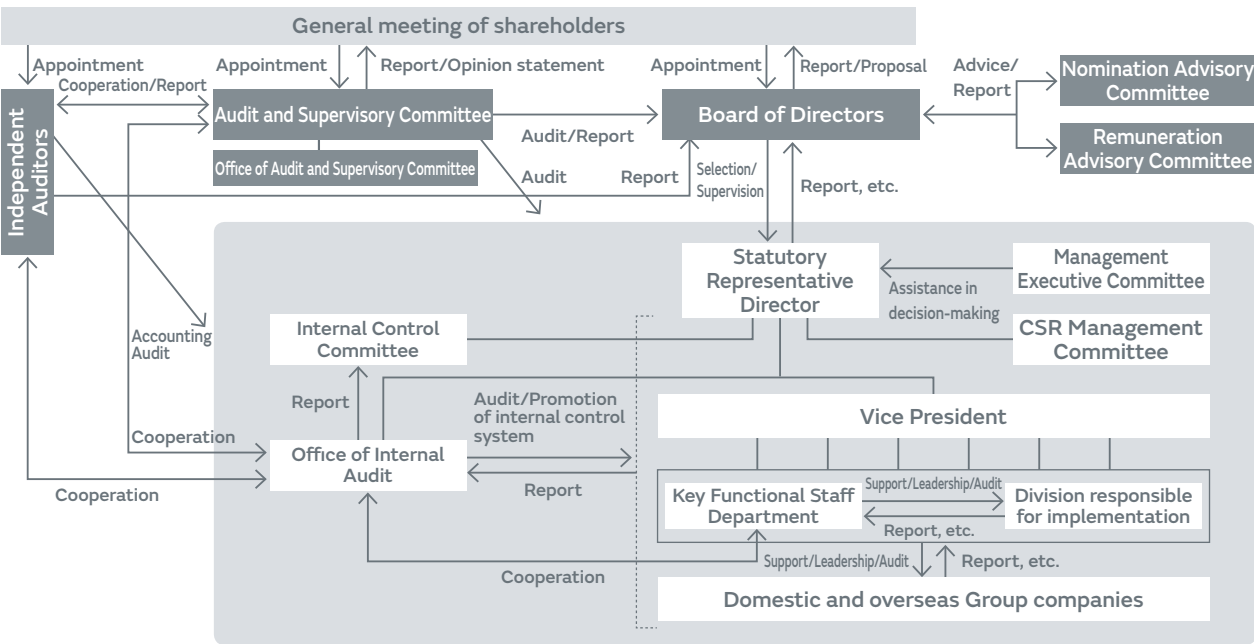 General meeting of shareholders
Appointment
Appointment
Report/Opinion statement
Appointment
Report/Proposal
Advice/
Report
Nomination Advisory
Committee
Cooperation/Report
Independent
Auditors
Audit and Supervisory Committee
Audit/Report
Board of Directors
Remuneration
Advisory Committee
Office of Audit and Supervisory Committee
Audit
Report
Selection/
Supervision
Report, etc.
Statutory
Representative
Director
Management
Executive Committee
Assistance in
decision-making
Accounting
Audit
Internal Control
Committee
CSR Management
Committee
Report
Audit/Promotion
of internal control
system
Vice President
Cooperation
Office of Internal
Audit
Report
Cooperation
Key Functional Staff
Department
Support/Leadership/Audit
Division responsible
for implementation
Report, etc.
Cooperation
Support/Leadership/Audit
Report, etc.
Domestic and overseas Group companies